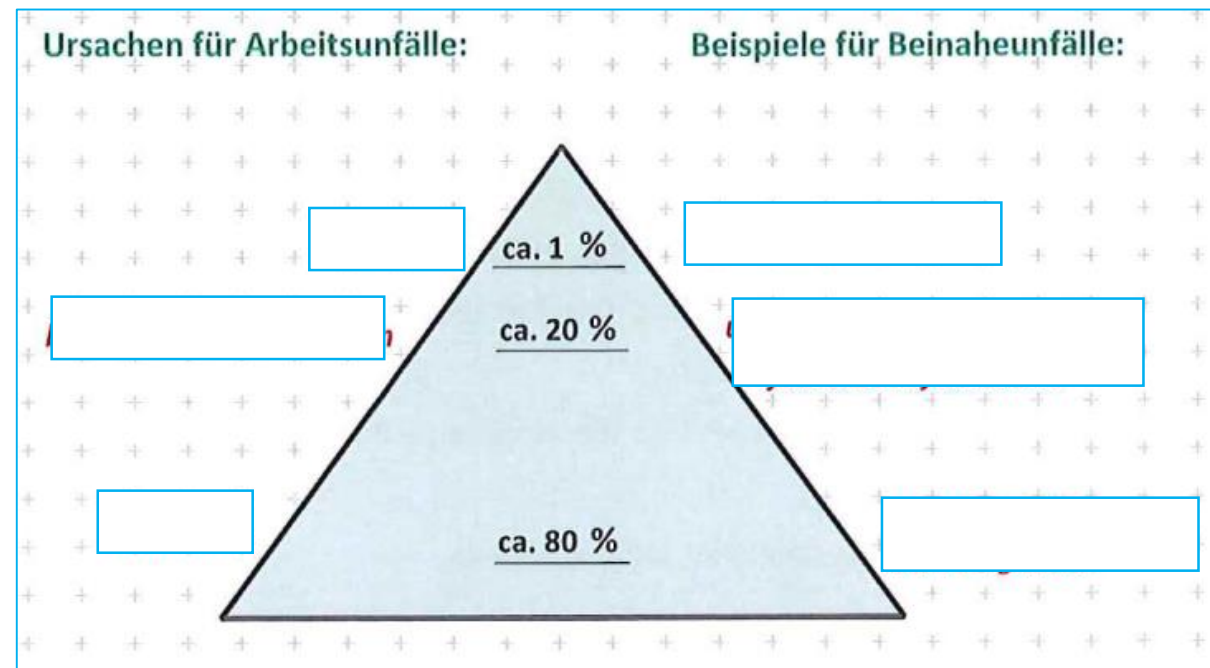 Ursachen für Arbeitsunfälle:
Beispiele für Beinaheunfälle:
ca. 1 %
ca. 20 %
ca. 80 %